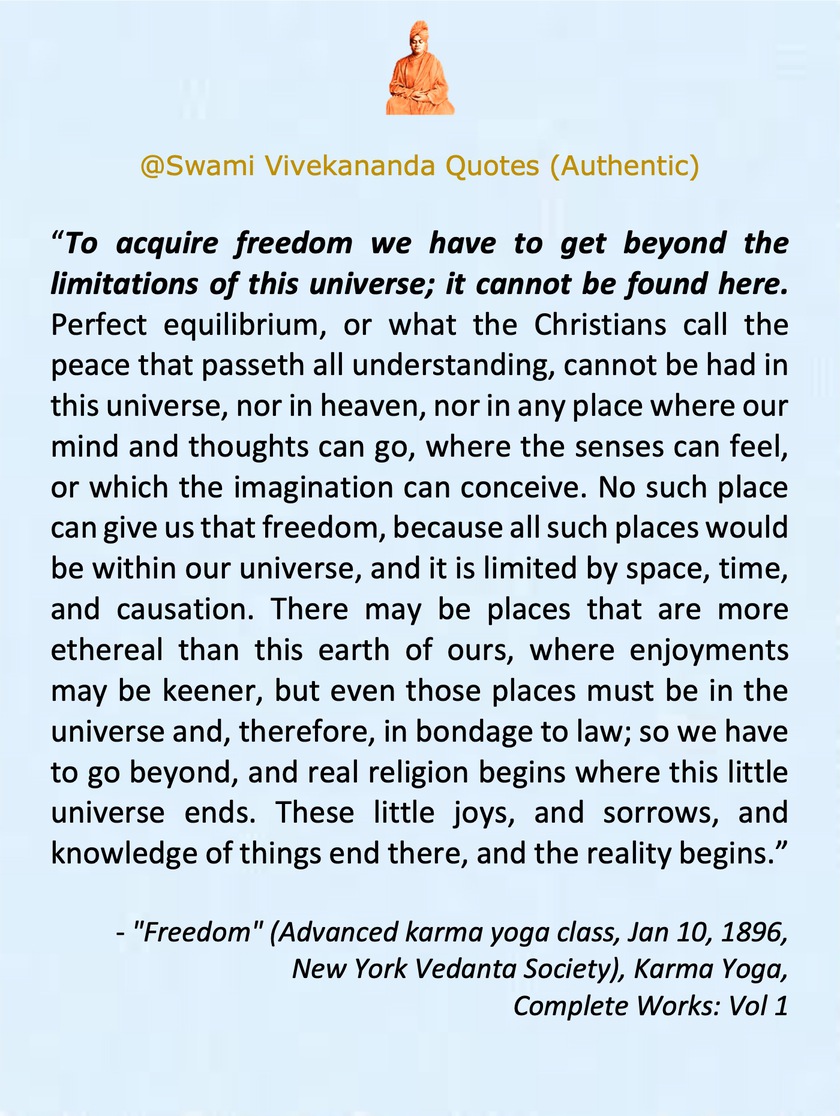 @Swami Vivekananda Quotes (Authentic)
“To acquire freedom we have to get beyond the
limitations of this universe; it cannot be found here.
Perfect equilibrium, or what the Christians call the
peace that passeth all understanding, cannot be had in
this universe, nor in heaven, nor in any place where our
mind and thoughts can go, where the senses can feel,
or which the imagination can conceive. No such place
can give us that freedom, because all such places would
be within our universe, and it is limited by space, time,
and causation. There may be places that are more
ethereal than this earth of ours, where enjoyments
may be keener, but even those places must be in the
universe and, therefore, in bondage to law; so we have
to go beyond, and real religion begins where this little
universe ends. These little joys, and sorrows, and
knowledge of things end there, and the reality begins.”
- "Freedom" (Advanced karma yoga class, Jan 10, 1896,
New York Vedanta Society), Karma Yoga,
Complete Works: Vol 1